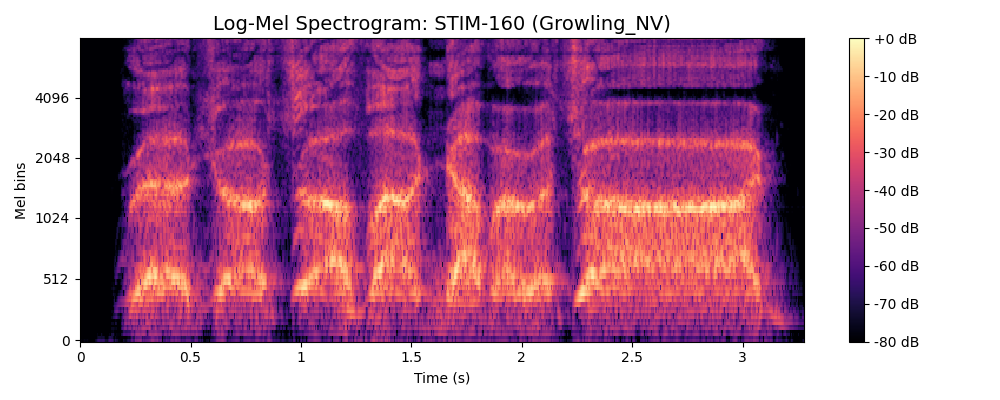 Log-Mel Spectrogram: STIM-160 (Growling_NV)
+0 dB
-10 dB
-20 dB
-30 dB
-40 dB
-50 dB
-60 dB
-70 dB
-80 dB
Mel bins
4096
2048
1024
512
0
0
0.5
1
1.5
2
2.5
3
Time (s)